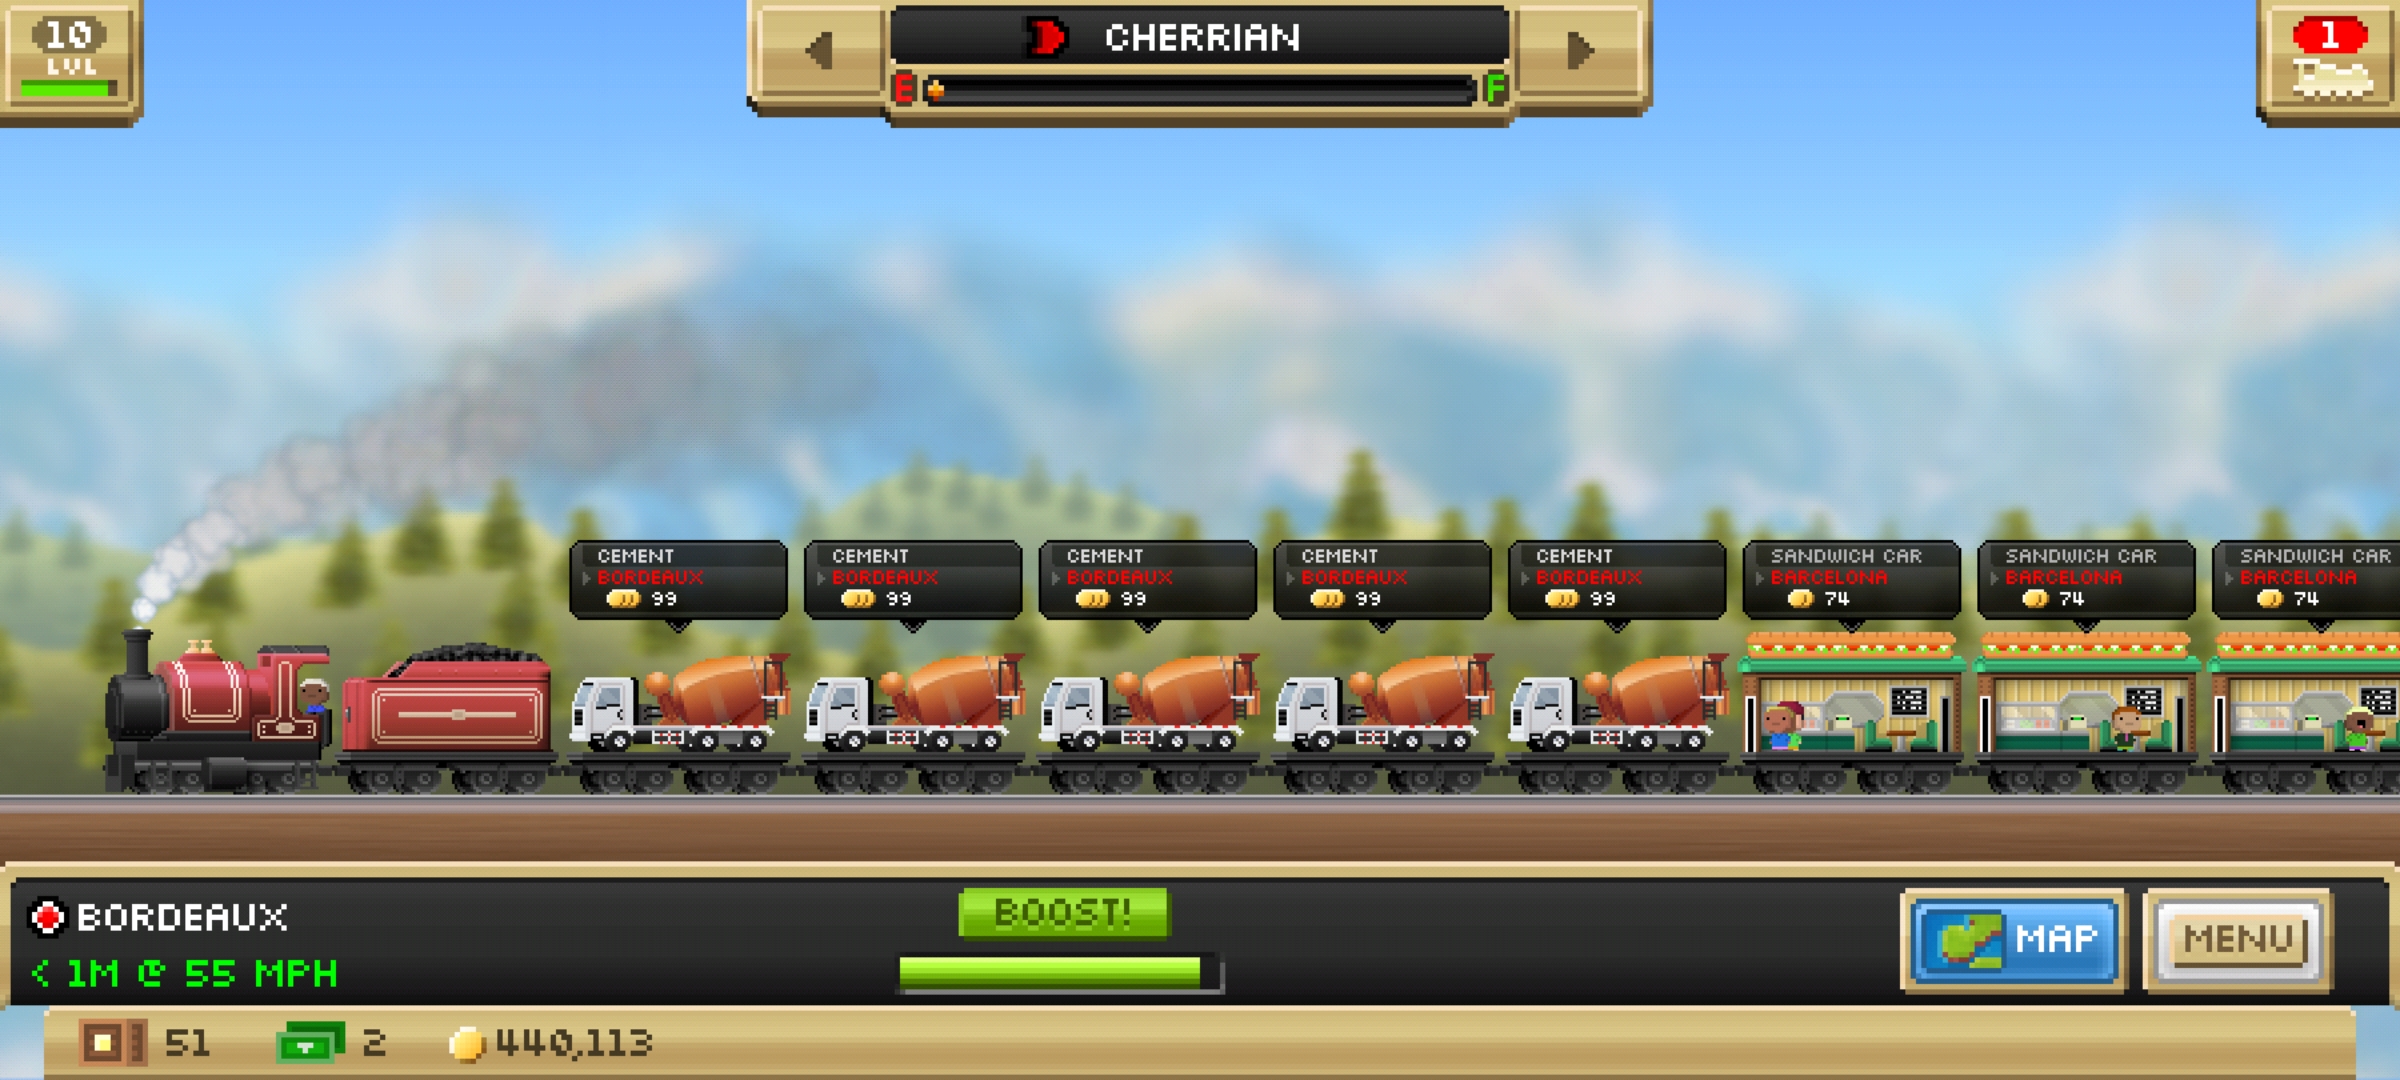 10
LVL
CHERRIAN
E F
1
CEMENT
BORDEAUX
99
CEMENT
BORDEAUX
99
CEMENT
BORDEAUX
99
CEMENT
BORDEAUX
99
CEMENT
BORDEAUX
99
SANDWICH CAR
BARCELONA
74
SANDWICH CAR
BARCELONA
74
SANDWICH CAR
BARCELONA
74
BORDEAUX
< 1M @ 55 MPH
BOOST!
MAP
MENU
51
2
440,113